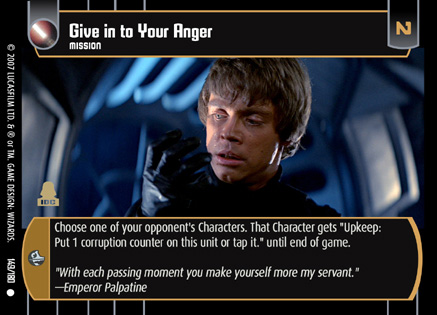 Give in to Your Anger
MISSION
N
© 2007 LUCASFILM LTD. & ® or TM. GAME DESIGN: WIZARDS.
149/180
Choose one of your opponent's Characters. That Character gets "Upkeep:
Put 1 corruption counter on this unit or tap it." until end of game.
"With each passing moment you make yourself more my servant."
—Emperor Palpatine